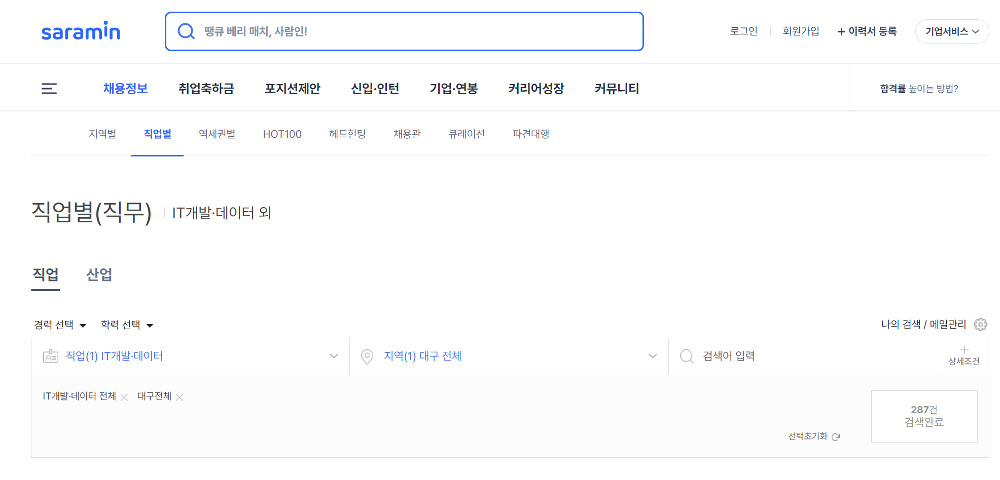 saramin
땡큐 베리 매치, 사람인!
로그인 | 회원가입 + 이력서 등록 기업서비스
채용정보 취업축하금 포지션제안 신입·인턴 기업·연봉 커리어성장 커뮤니티 합격률 높이는 방법?
지역별 직업별 역세권별 HOT100 헤드헌팅 채용관 큐레이션 파견대행
직업별(직무) | IT개발·데이터 외
직업 산업
경력 선택 학력 선택 나의 검색 / 메일관리
직업(1) IT개발·데이터 지역(1) 대구 전체 검색어 입력
상세조건
IT개발·데이터 전체 대구전체
287건
검색완료
선택초기화